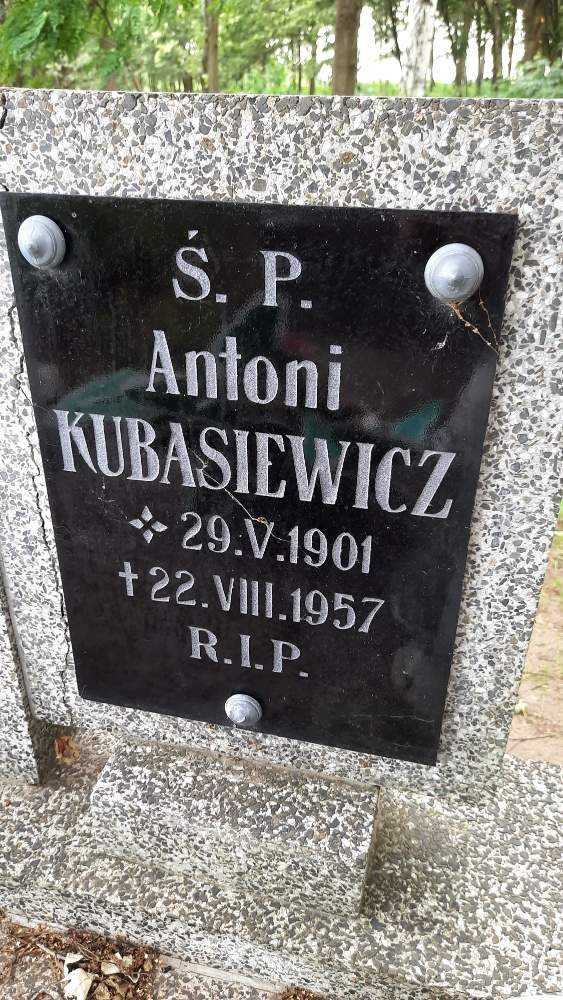 Ś. P.
Antoni
KUBASIEWICZ
29.V.1901
†22.VIII.1957
R.I.P.